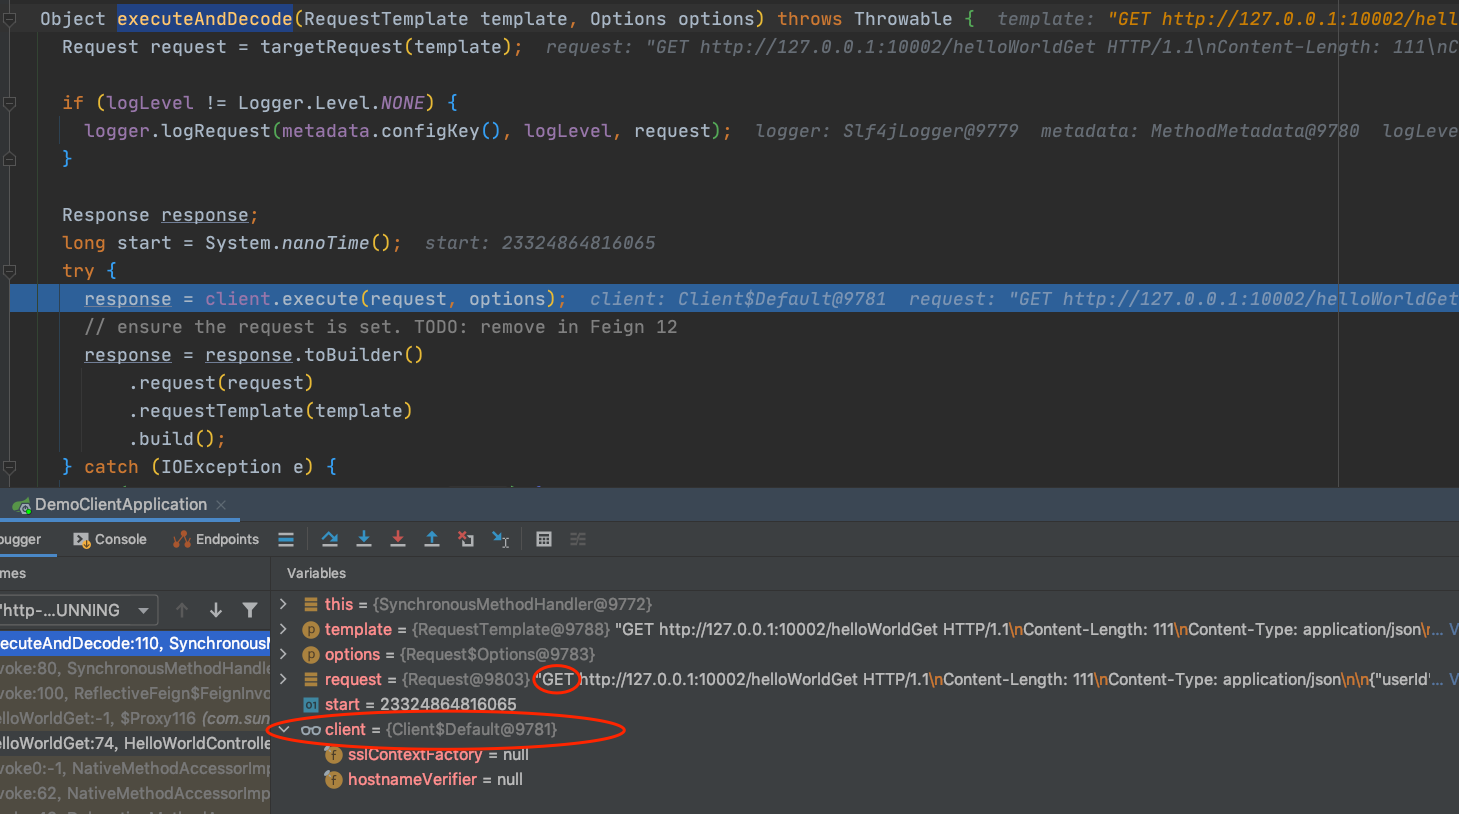 Object executeAndDecode(RequestTemplate template, Options options) throws Throwable {  template: "GET http://127.0.0.1:10002/hell
Request request = targetRequest(template);  request: "GET http://127.0.0.1:10002/helloWorldGet HTTP/1.1\nContent-Length: 111\nC
if (logLevel != Logger.Level.NONE) {
logger.logRequest(metadata.configKey(), logLevel, request);  logger: Slf4jLogger@9779  metadata: MethodMetadata@9780  logLeve
}
Response response;
long start = System.nanoTime();  start: 23324864816065
try {
response = client.execute(request, options);  client: Client$Default@9781  request: "GET http://127.0.0.1:10002/helloWorldGet
// ensure the request is set. TODO: remove in Feign 12
response = response.toBuilder()
.request(request)
.requestTemplate(template)
.build();
} catch (IOException e) {
DemoClientApplication
bugger Console Endpoints
mes Variables
"http-...UNNING
this = {SynchronousMethodHandler@9772}
template = {RequestTemplate@9788} "GET http://127.0.0.1:10002/helloWorldGet HTTP/1.1\nContent-Length: 111\nContent-Type: application/json\n... V
options = {Request$Options@9783}
request = {Request@9803} "GET http://127.0.0.1:10002/helloWorldGet HTTP/1.1\nContent-Length: 111\nContent-Type: application/json\n\n{"userId"... V
01 start = 23324864816065
client = {Client$Default@9781}
f sslContextFactory = null
f hostnameVerifier = null
ecuteAndDecode:110, SynchronousM
voke:80, SynchronousMethodHandle
voke:100, ReflectiveFeign$FeignInvo
elloWorldGet:-1, $Proxy116 (com.sun
elloWorldGet:74, HelloWorldControlle
voke0:-1, NativeMethodAccessorImp
voke:62, NativeMethodAccessorImp